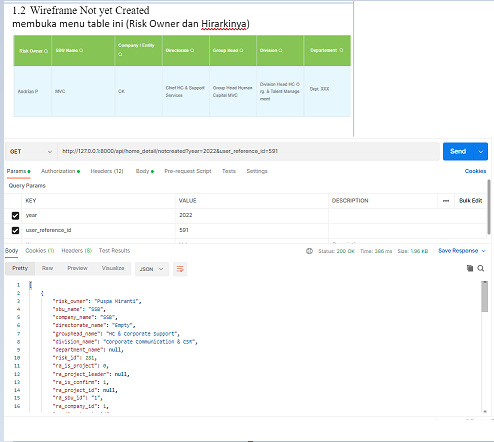 1.2 Wireframe Not yet Created
membuka menu table ini (Risk Owner dan Hirarkinya)
Risk Owner SBU Name Company / Entity Directorate Group Head Division Departement
Andrian P MVC CK Chief HC & Support Services Group Head Human Capital MVC Division Head HC O rg. & Talent Manage ment Dept. XXX
GET http://127.0.0.1:8000/api/home_detail/notcreated?year=2022&user_reference_id=591 Send
Params Authorization Headers (12) Body Pre-request Script Tests Settings Cookies
Query Params
KEY VALUE DESCRIPTION Bulk Edit
year 2022
user_reference_id 591
Body Cookies (1) Headers (8) Test Results Status: 200 OK Time: 286 ms Size: 1.96 KB Save Response
Pretty Raw Preview Visualize JSON
1 [
2 {
3 "risk_owner": "Puspa Hiranti",
4 "sbu_name": "SSB",
5 "company_name": "SSB",
6 "directorate_name": "Empty",
7 "grouphead_name": "HC & Corporate Support",
8 "division_name": "Corporate Communication & CSR",
9 "department_name": null,
10 "risk_id": 281,
11 "ra_is_project": 0,
12 "ra_project_leader": null,
13 "ra_is_confirm": 1,
14 "ra_project_id": null,
15 "ra_sbu_id": "1",
16 "ra_company_id": 1,